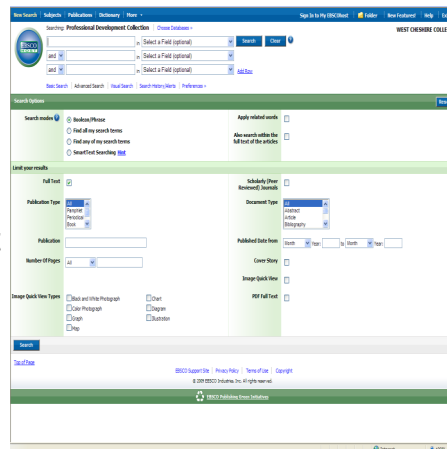 New Search | Subjects | Publications | Dictionary | More
Sign In to My EBSCOhost | Folder | New Features! | Help
Searching: Professional Development Collection | Choose Databases »
WEST CHESHIRE COLLE
EBSCO
HOST
in Select a Field (optional) Search Clear
and in Select a Field (optional)
and in Select a Field (optional) Add Row
Basic Search | Advanced Search | Visual Search | Search History/Alerts | Preferences »
Search Options
Search modes Boolean/Phrase
Find all my search terms
Find any of my search terms
SmartText Searching Hint
Apply related words
Also search within the
full text of the articles
Limit your results
Full Text
Scholarly (Peer
Reviewed) Journals
Publication Type All
Pamphlet
Periodical
Book
Document Type All
Abstract
Article
Bibliography
Publication
Published Date from Month Year: to Month Year:
Number Of Pages All
Cover Story
Image Quick View
Image Quick View Types Black and White Photograph Chart
Color Photograph Diagram
Graph Illustration
Map
PDF Full Text
Search
Top of Page
EBSCO Support Site | Privacy Policy | Terms of Use | Copyright
© 2009 EBSCO Industries, Inc. All rights reserved.
EBSCO Publishing Green Initiatives